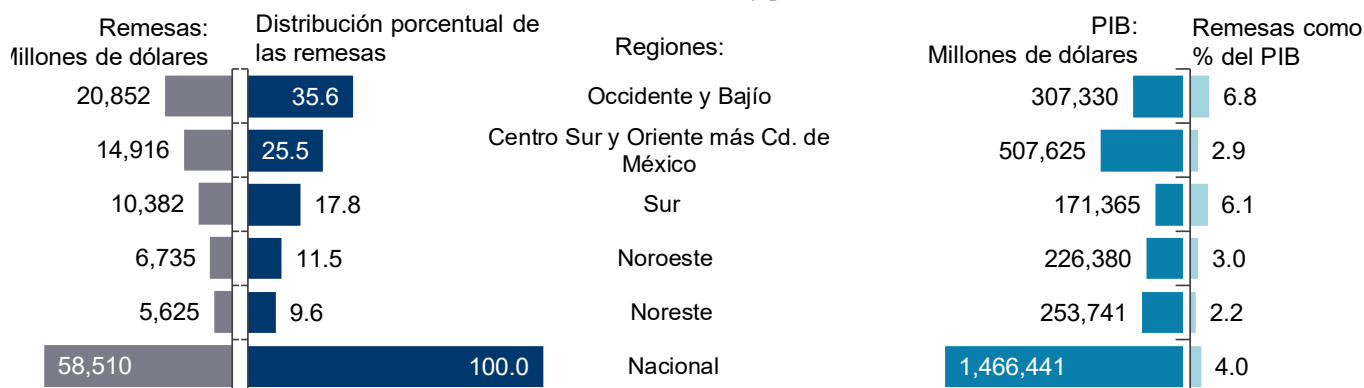 Remesas: Distribución porcentual de Regiones: PIB: Remesas como
Millones de dólares las remesas Millones de dólares % del PIB
20,852 35.6 Occidente y Bajío 307,330 6.8
14,916 25.5 Centro Sur y Oriente más Cd. de México 507,625 2.9
10,382 17.8 Sur 171,365 6.1
6,735 11.5 Noroeste 226,380 3.0
5,625 9.6 Noreste 253,741 2.2
58,510 100.0 Nacional 1,466,441 4.0